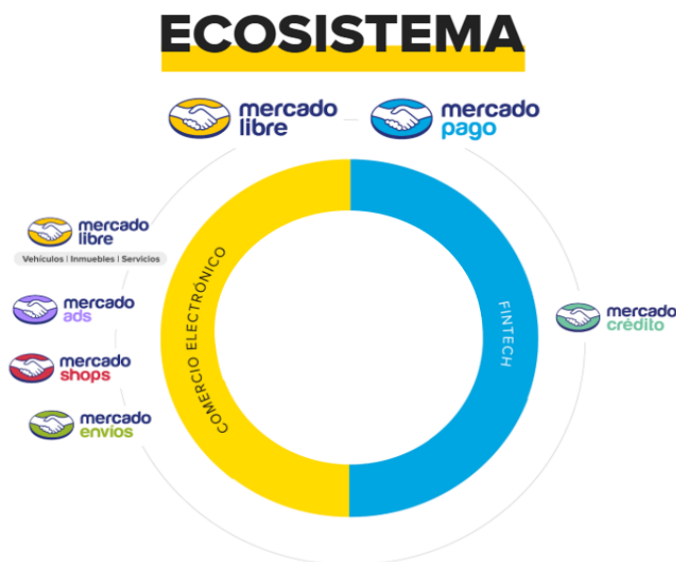 ECOSISTEMA
mercado
libre
mercado
pago
mercado
libre
Vehículos | Inmuebles | Servicios
mercado
ads
mercado
shops
mercado
envíos
COMERCIO ELECTRÓNICO
FINTECH
mercado
crédito